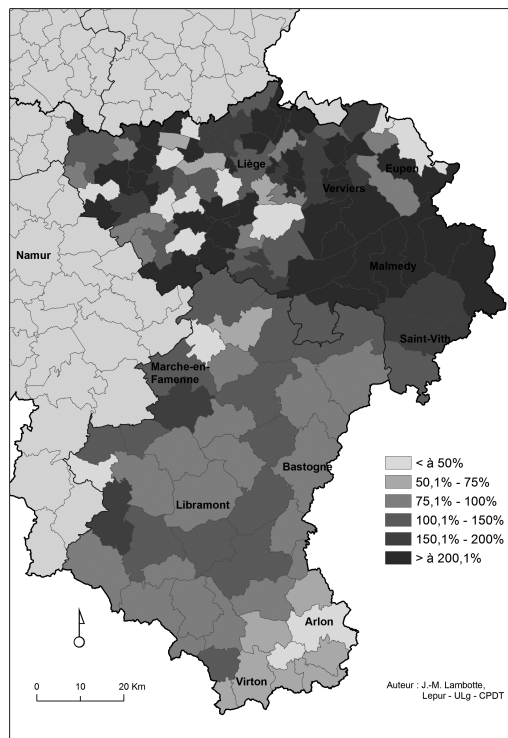 Liège
Eupen
Verviers
Namur
Malmedy
Saint-Vith
Marche-en-
Famenne
Bastogne
Libramont
< à 50%
50,1% - 75%
75,1% - 100%
100,1% - 150%
150,1% - 200%
> à 200,1%
Arlon
Virton
0 10 20 Km
Auteur : J.-M. Lambotte,
Lepur - ULg - CPDT